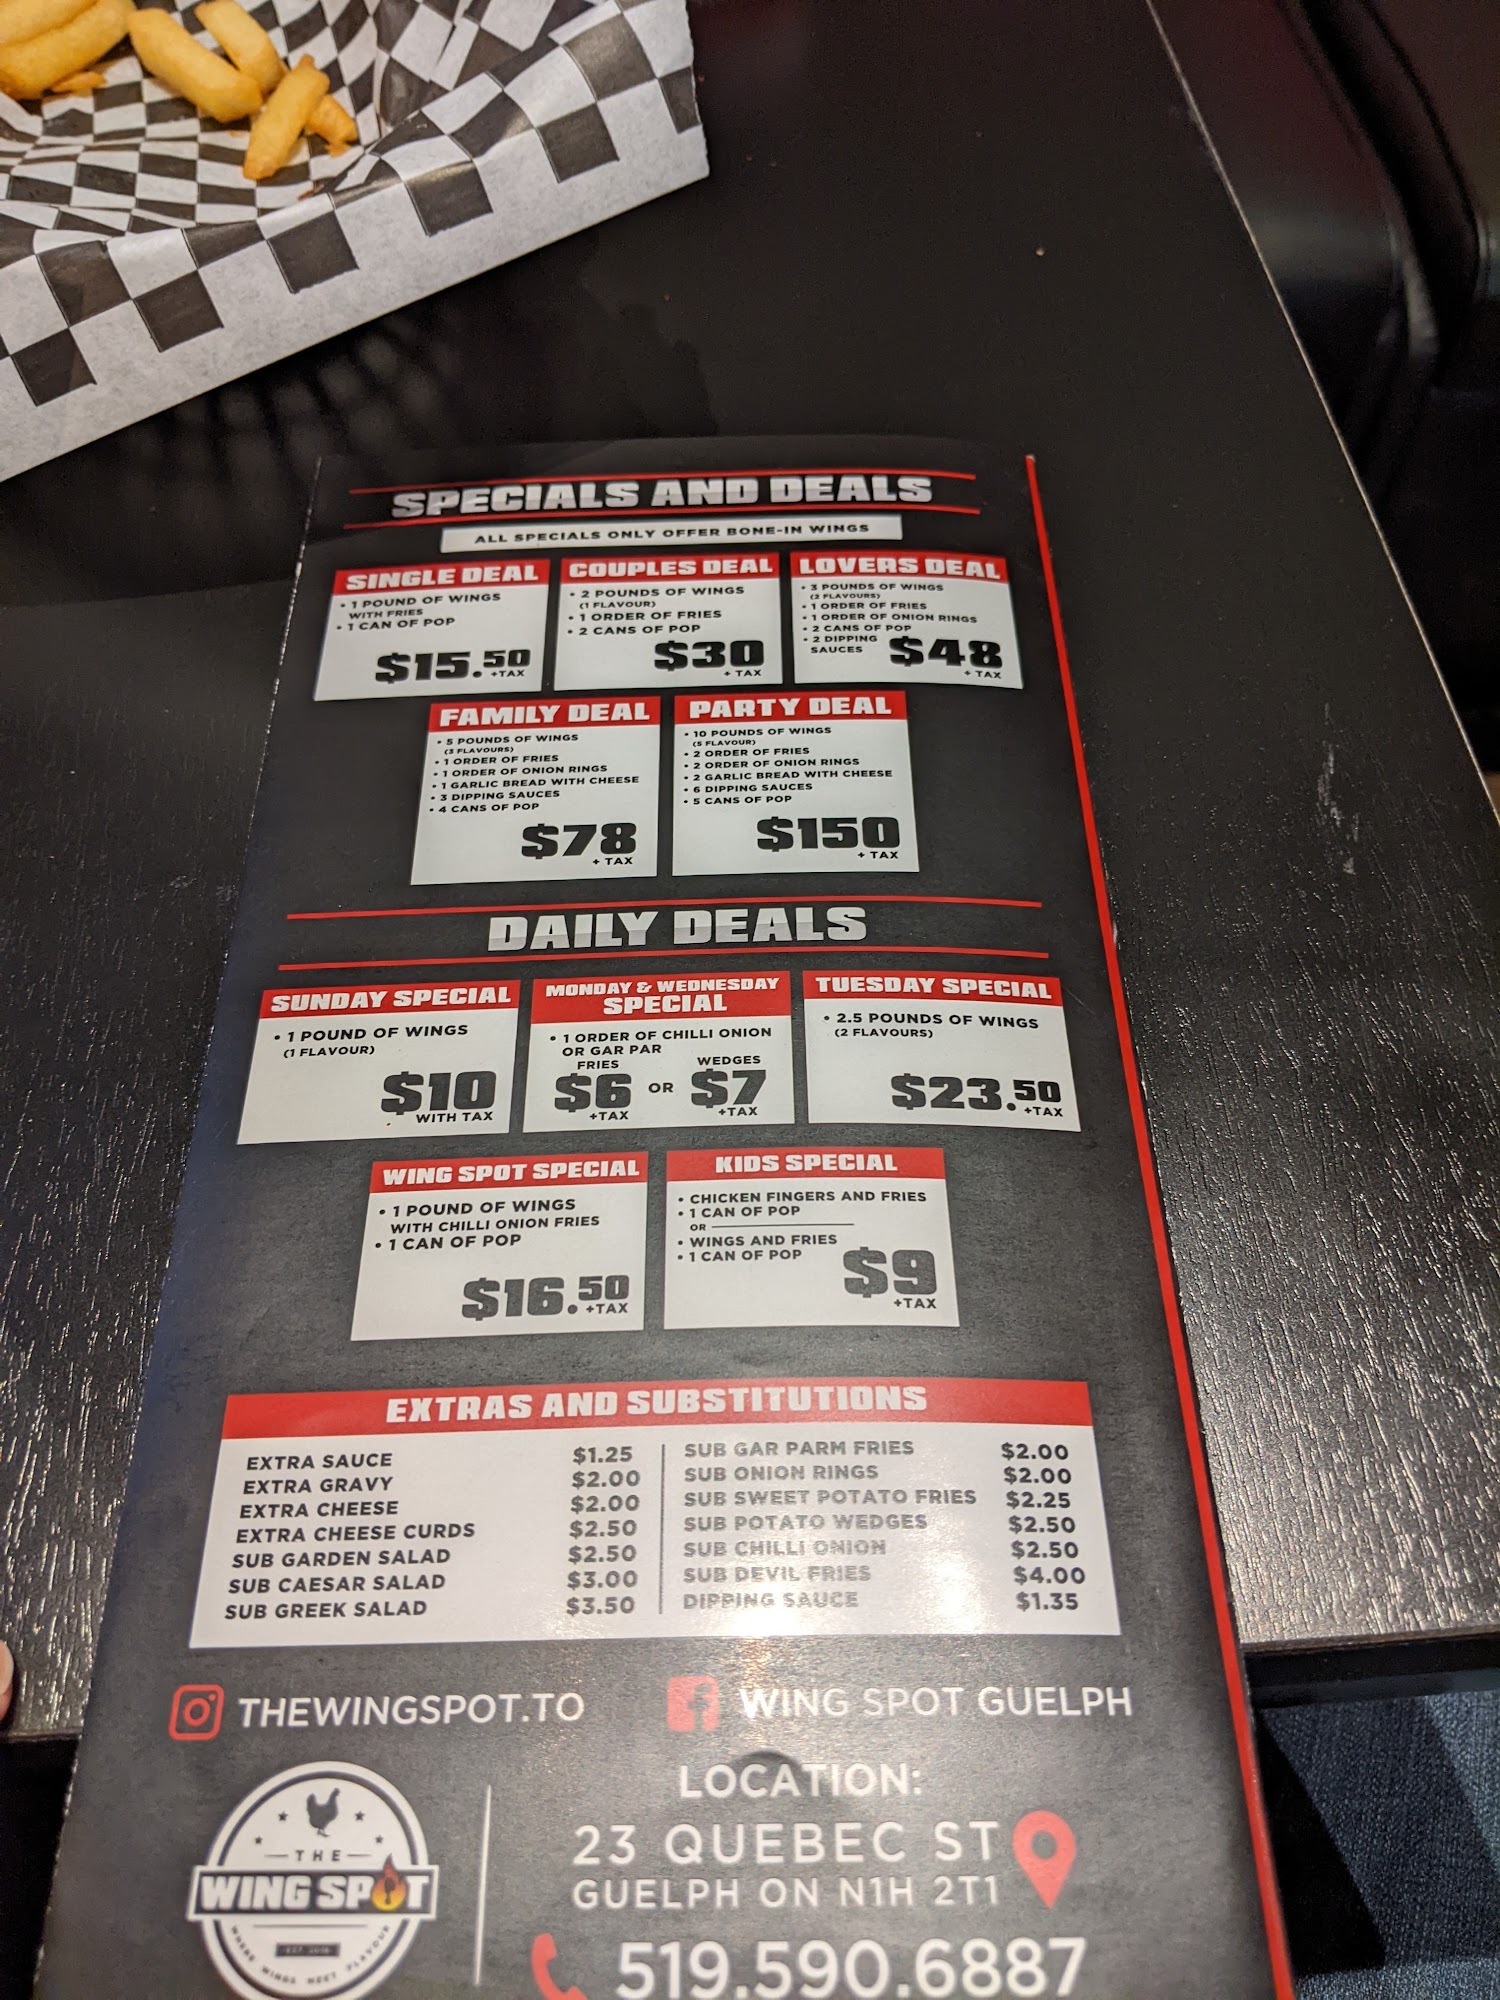 SPECIALS AND DEALS
ALL SPECIALS ONLY OFFER BONE-IN WINGS
SINGLE DEAL
• 1 POUND OF WINGS
WITH FRIES
• 1 CAN OF POP
$15.50
+TAX
COUPLES DEAL
• 2 POUNDS OF WINGS
(1 FLAVOUR)
• 1 ORDER OF FRIES
• 2 CANS OF POP
$30
+ TAX
LOVERS DEAL
• 3 POUNDS OF WINGS
(2 FLAVOURS)
• 1 ORDER OF FRIES
• 1 ORDER OF ONION RINGS
• 2 CANS OF POP
• 2 DIPPING
SAUCES
$48
+ TAX
FAMILY DEAL
• 5 POUNDS OF WINGS
(3 FLAVOURS)
• 1 ORDER OF FRIES
• 1 ORDER OF ONION RINGS
• 1 GARLIC BREAD WITH CHEESE
• 3 DIPPING SAUCES
• 4 CANS OF POP
$78
+ TAX
PARTY DEAL
• 10 POUNDS OF WINGS
(5 FLAVOUR)
• 2 ORDER OF FRIES
• 2 ORDER OF ONION RINGS
• 2 GARLIC BREAD WITH CHEESE
• 6 DIPPING SAUCES
• 5 CANS OF POP
$150
+ TAX
DAILY DEALS
SUNDAY SPECIAL
• 1 POUND OF WINGS
(1 FLAVOUR)
$10
WITH TAX
MONDAY & WEDNESDAY
SPECIAL
• 1 ORDER OF CHILLI ONION
OR GAR PAR
FRIES WEDGES
$6 OR $7
+TAX +TAX
TUESDAY SPECIAL
• 2.5 POUNDS OF WINGS
(2 FLAVOURS)
$23.50
+TAX
WING SPOT SPECIAL
• 1 POUND OF WINGS
WITH CHILLI ONION FRIES
• 1 CAN OF POP
$16.50
+TAX
KIDS SPECIAL
• CHICKEN FINGERS AND FRIES
• 1 CAN OF POP
OR
• WINGS AND FRIES
• 1 CAN OF POP
$9
+TAX
EXTRAS AND SUBSTITUTIONS
EXTRA SAUCE $1.25
EXTRA GRAVY $2.00
EXTRA CHEESE $2.00
EXTRA CHEESE CURDS $2.50
SUB GARDEN SALAD $2.50
SUB CAESAR SALAD $3.00
SUB GREEK SALAD $3.50
SUB GAR PARM FRIES $2.00
SUB ONION RINGS $2.00
SUB SWEET POTATO FRIES $2.25
SUB POTATO WEDGES $2.50
SUB CHILLI ONION $2.50
SUB DEVIL FRIES $4.00
DIPPING SAUCE $1.35
THEWINGSPOT.TO
WING SPOT GUELPH
THE
WING SPOT
WHERE WINGS MEET FLAVOUR
LOCATION:
23 QUEBEC ST
GUELPH ON N1H 2T1
519.590.6887